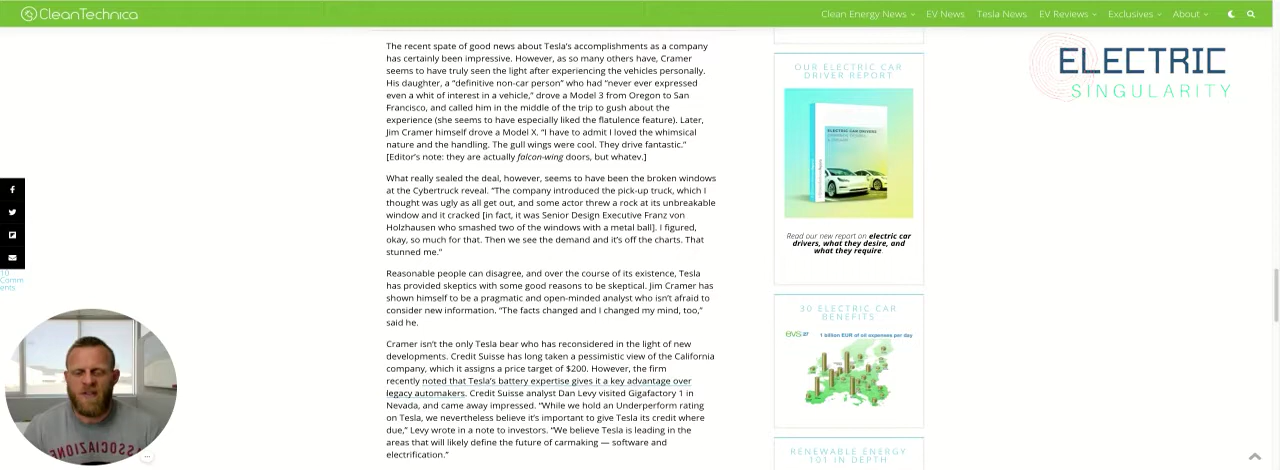 CleanTechnica
Clean Energy News
EV News
Tesla News
EV Reviews
Exclusives
About
The recent spate of good news about Tesla's accomplishments as a company
has certainly been impressive. However, as so many others have, Cramer
seems to have truly seen the light after experiencing the vehicles personally.
His daughter, a "definitive non-car person" who had "never ever expressed
even a whit of interest in a vehicle," drove a Model 3 from Oregon to San
Francisco, and called him in the middle of the trip to gush about the
experience (she seems to have especially liked the flatulence feature). Later,
Jim Cramer himself drove a Model X. "I have to admit I loved the whimsical
nature and the handling. The gull wings were cool. They drive fantastic."
[Editor's note: they are actually falcon-wing doors, but whatev.]
What really sealed the deal, however, seems to have been the broken windows
at the Cybertruck reveal. "The company introduced the pick-up truck, which I
thought was ugly as all get out, and some actor threw a rock at its unbreakable
window and it cracked [in fact, it was Senior Design Executive Franz von
Holzhausen who smashed two of the windows with a metal ball]. I figured,
okay, so much for that. Then we see the demand and it's off the charts. That
stunned me."
Reasonable people can disagree, and over the course of its existence, Tesla
has provided skeptics with some good reasons to be skeptical. Jim Cramer has
shown himself to be a pragmatic and open-minded analyst who isn't afraid to
consider new information. "The facts changed and I changed my mind, too,"
said he.
Cramer isn't the only Tesla bear who has reconsidered in the light of new
developments. Credit Suisse has long taken a pessimistic view of the California
company, which it assigns a price target of $200. However, the firm
recently noted that Tesla's battery expertise gives it a key advantage over
legacy automakers. Credit Suisse analyst Dan Levy visited Gigafactory 1 in
Nevada, and came away impressed. "While we hold an Underperform rating
on Tesla, we nevertheless believe it's important to give Tesla its credit where
due," Levy wrote in a note to investors. "We believe Tesla is leading in the
areas that will likely define the future of carmaking — software and
electrification."
OUR ELECTRIC CAR
DRIVER REPORT
ELECTRIC CAR DRIVERS
Read our new report on electric car
drivers, what they desire, and
what they require.
30 ELECTRIC CAR
BENEFITS
EVS 27
1 billion EUR of oil expenses per day
RENEWABLE ENERGY
101 IN DEPTH
ELECTRIC
SINGULARITY
10
Comm
ents
ASSOCIAZIONE